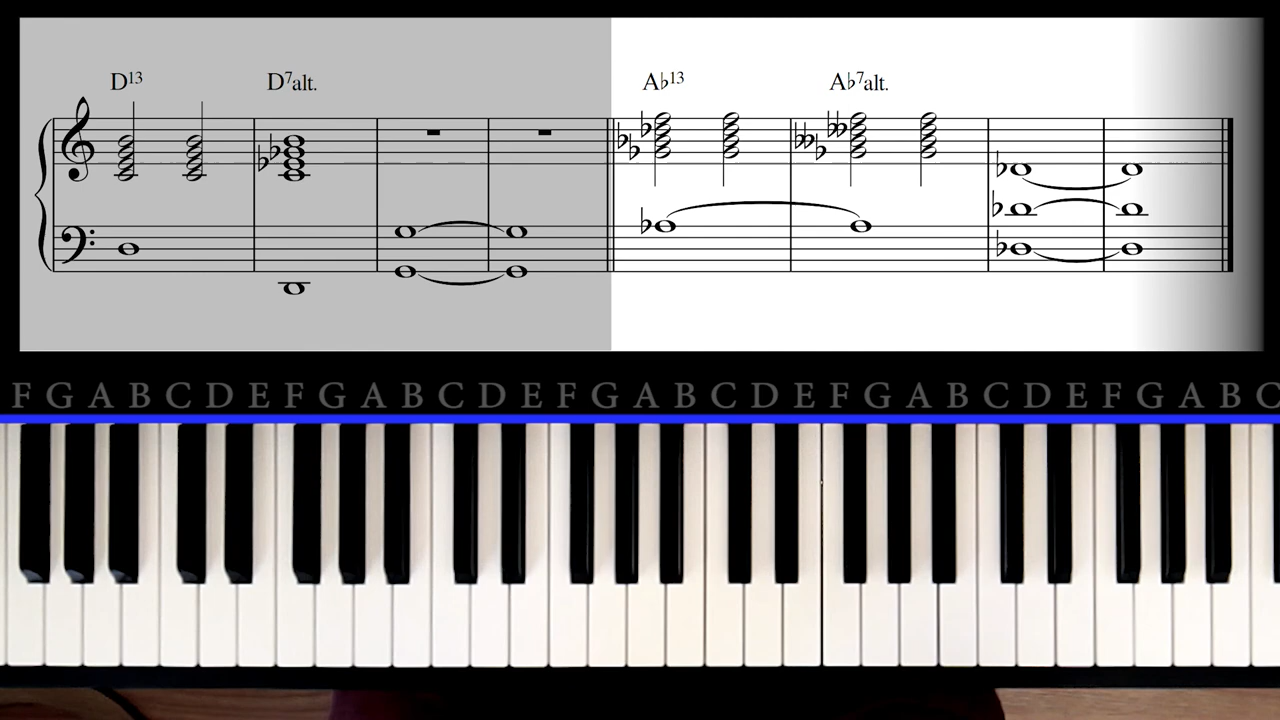 D13 D7alt. A♭13 A♭7alt.
F G A B C D E F G A B C D E F G A B C D E F G A B C D E F G A B C